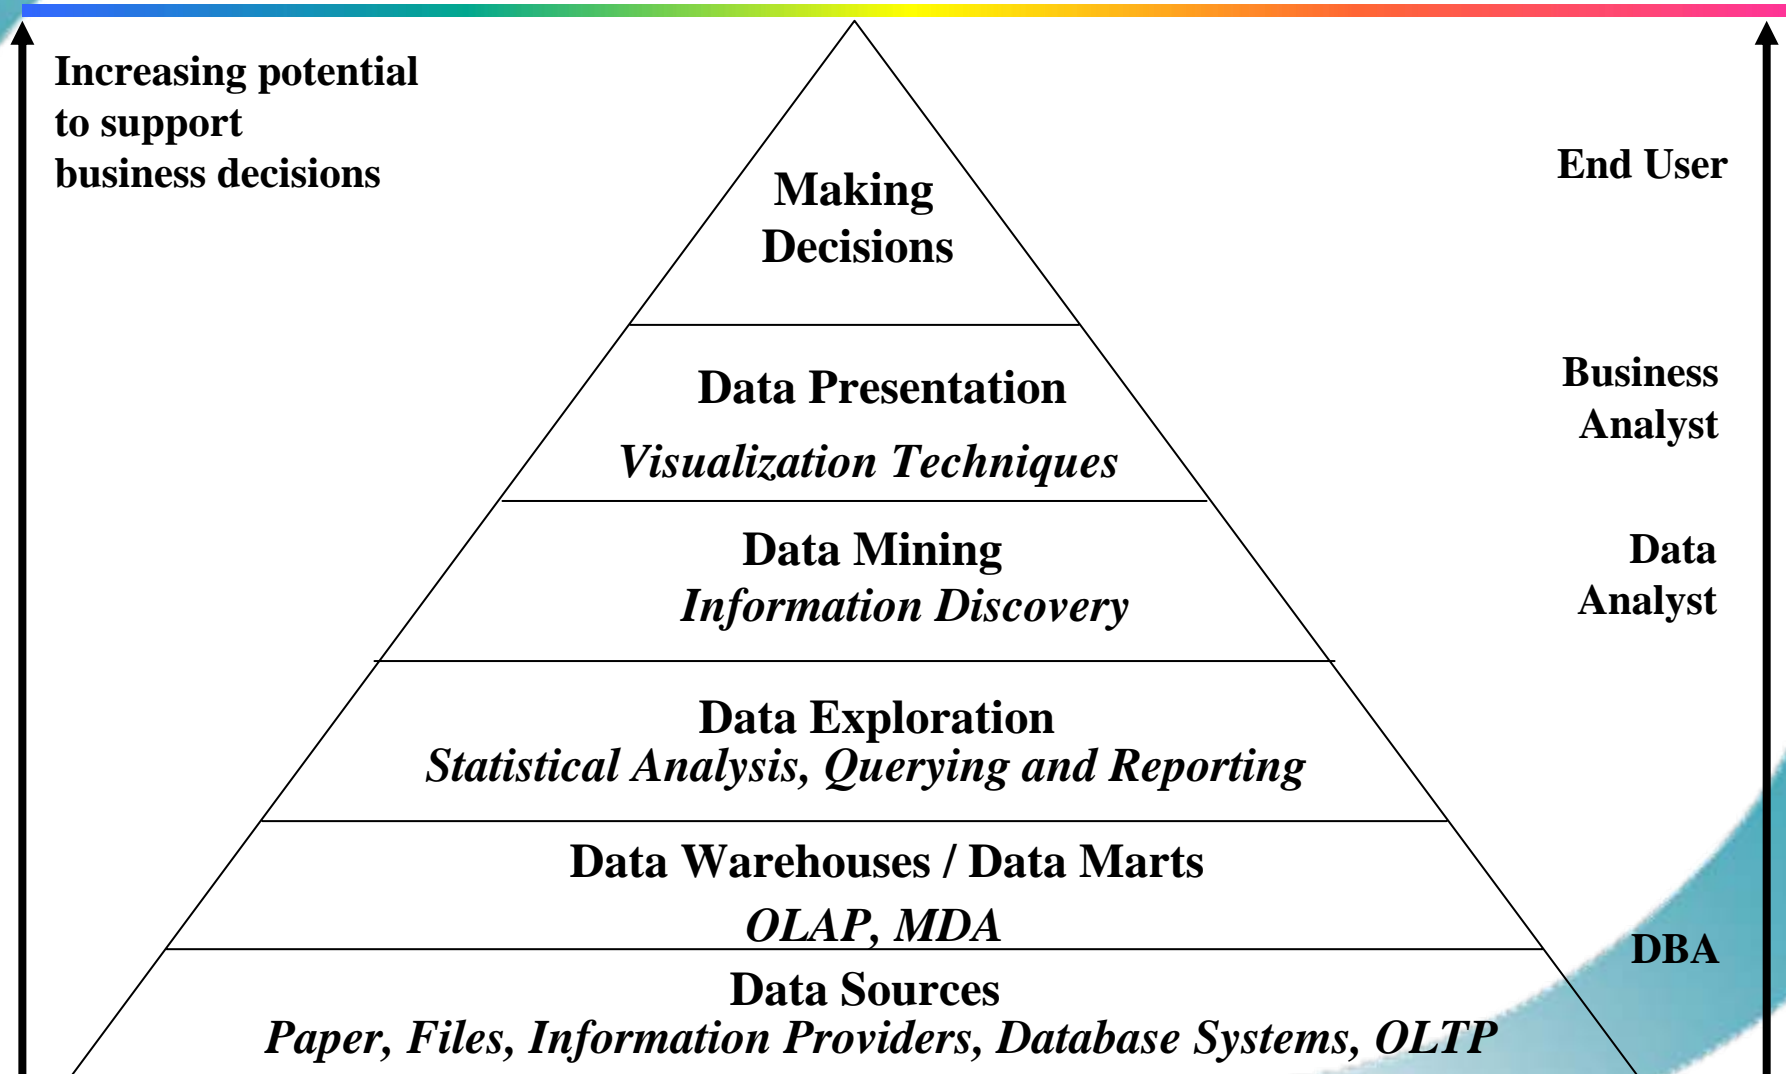 Increasing potential
to support
business decisions
End User
Making
Decisions
Business
Analyst
Data Presentation
Visualization Techniques
Data
Analyst
Data Mining
Information Discovery
Data Exploration
Statistical Analysis, Querying and Reporting
Data Warehouses / Data Marts
OLAP, MDA
DBA
Data Sources
Paper, Files, Information Providers, Database Systems, OLTP